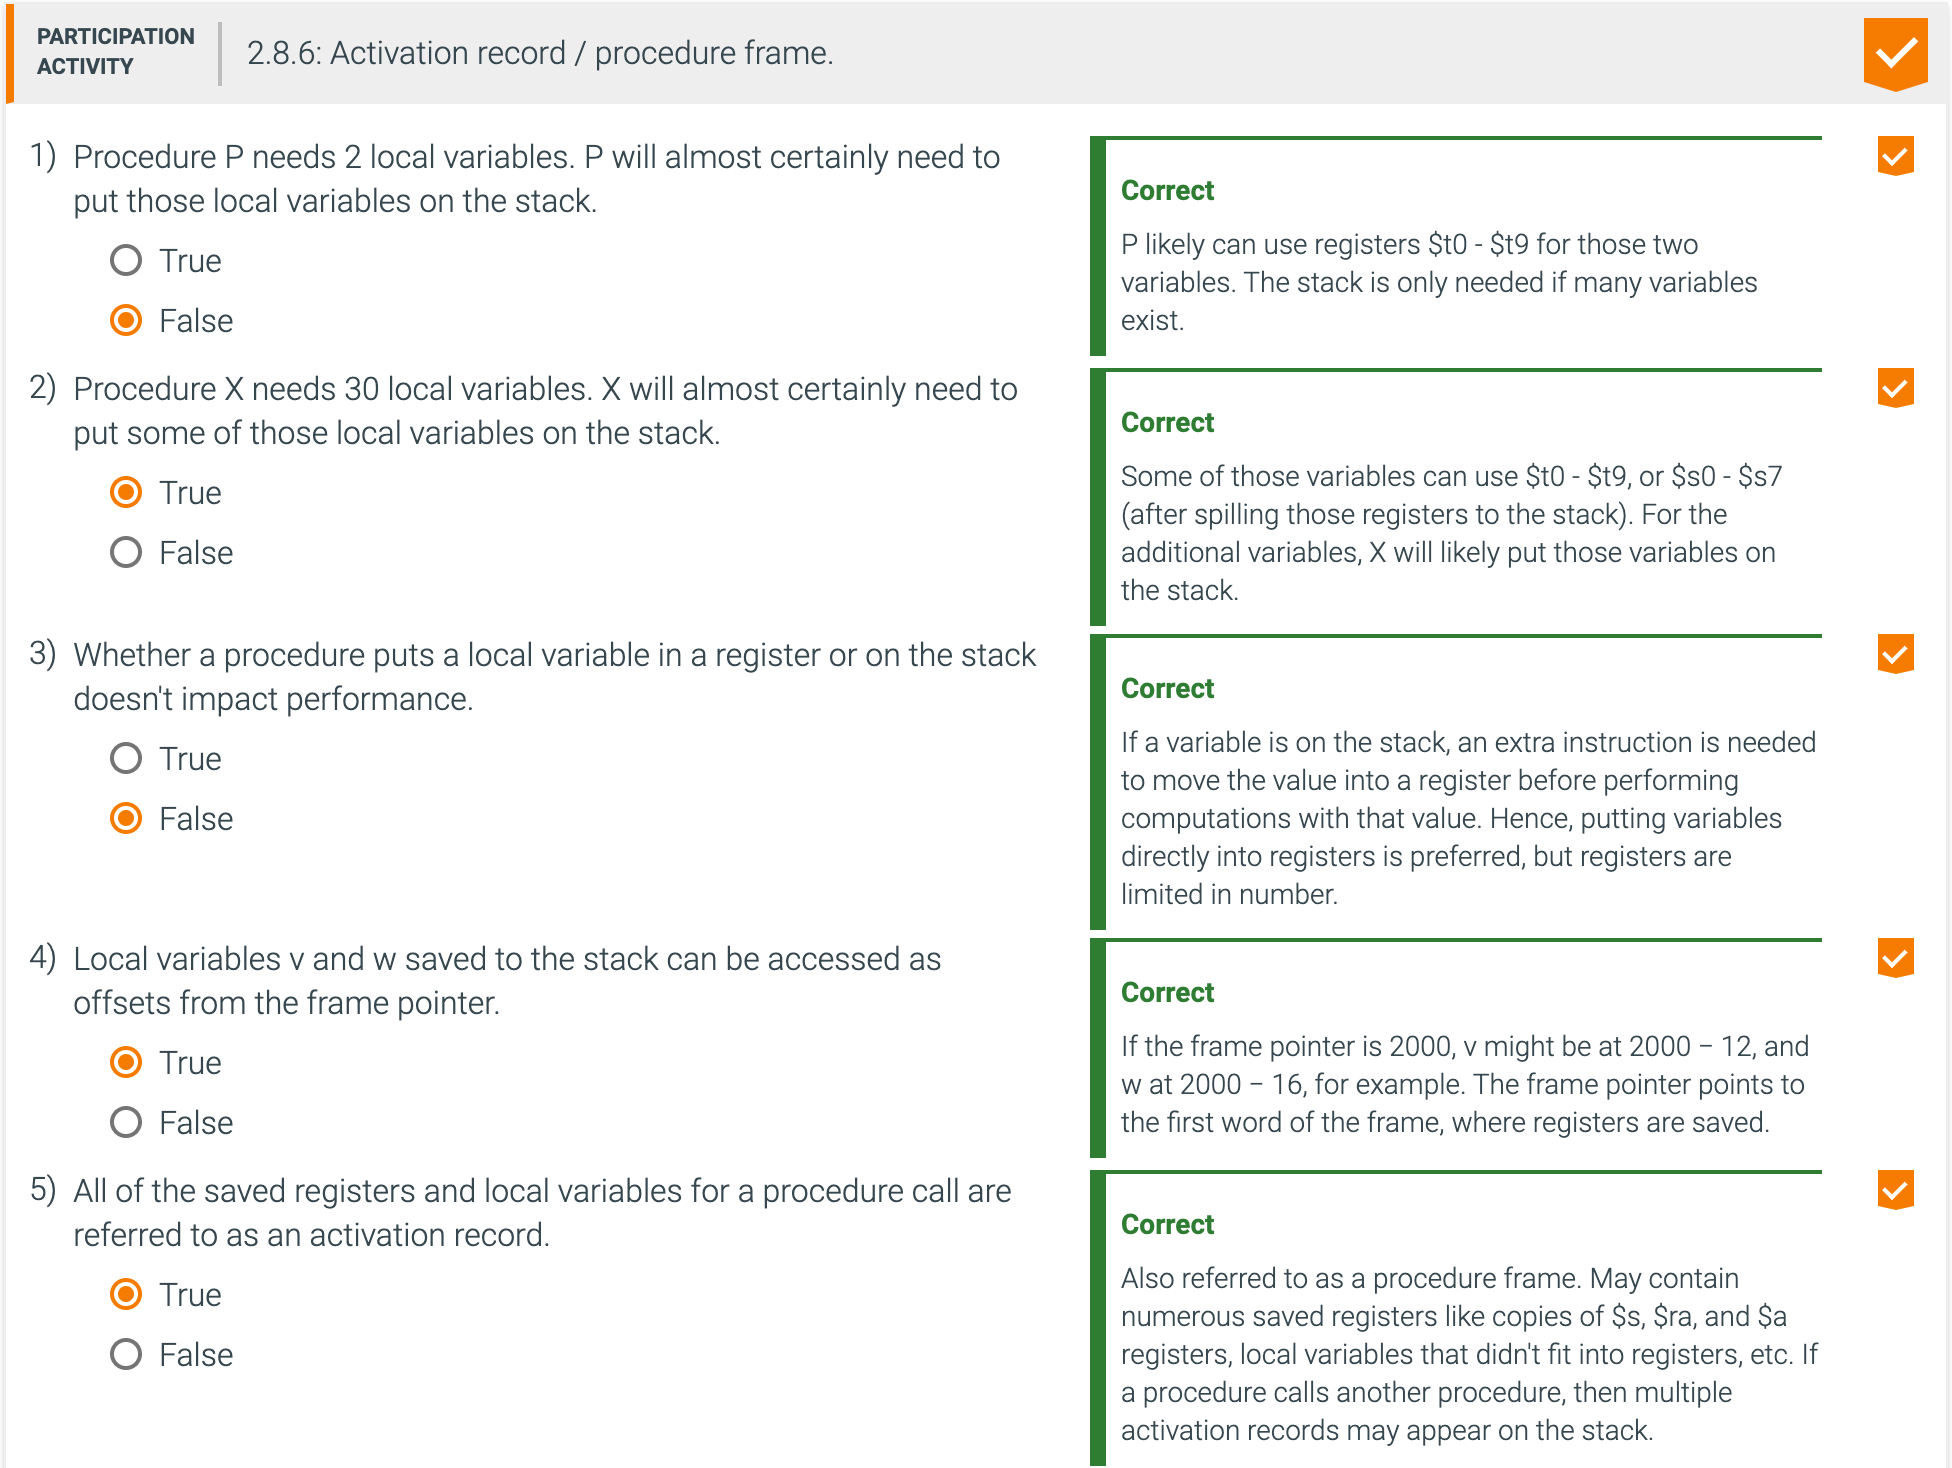 PARTICIPATION
ACTIVITY
2.8.6: Activation record / procedure frame.
1) Procedure P needs 2 local variables. P will almost certainly need to
put those local variables on the stack.
True
False
Correct
P likely can use registers $t0 - $t9 for those two
variables. The stack is only needed if many variables
exist.
2) Procedure X needs 30 local variables. X will almost certainly need to
put some of those local variables on the stack.
True
False
Correct
Some of those variables can use $t0 - $t9, or $s0 - $s7
(after spilling those registers to the stack). For the
additional variables, X will likely put those variables on
the stack.
3) Whether a procedure puts a local variable in a register or on the stack
doesn't impact performance.
True
False
Correct
If a variable is on the stack, an extra instruction is needed
to move the value into a register before performing
computations with that value. Hence, putting variables
directly into registers is preferred, but registers are
limited in number.
4) Local variables v and w saved to the stack can be accessed as
offsets from the frame pointer.
True
False
Correct
If the frame pointer is 2000, v might be at 2000 − 12, and
w at 2000 − 16, for example. The frame pointer points to
the first word of the frame, where registers are saved.
5) All of the saved registers and local variables for a procedure call are
referred to as an activation record.
True
False
Correct
Also referred to as a procedure frame. May contain
numerous saved registers like copies of $s, $ra, and $a
registers, local variables that didn't fit into registers, etc. If
a procedure calls another procedure, then multiple
activation records may appear on the stack.